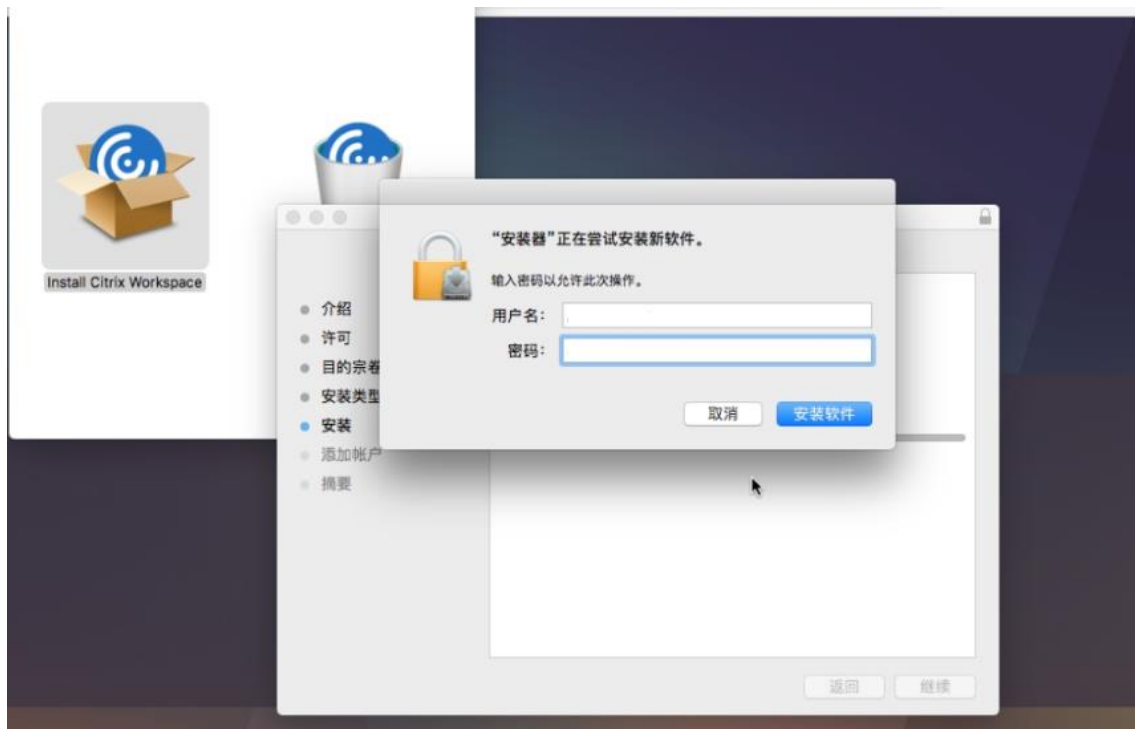 Install Citrix Workspace
“安装器”正在尝试安装新软件。
输入密码以允许此次操作。
用户名：
密码：
取消
安装软件
介绍
许可
目的宗卷
安装类型
安装
添加帐户
摘要
返回
继续